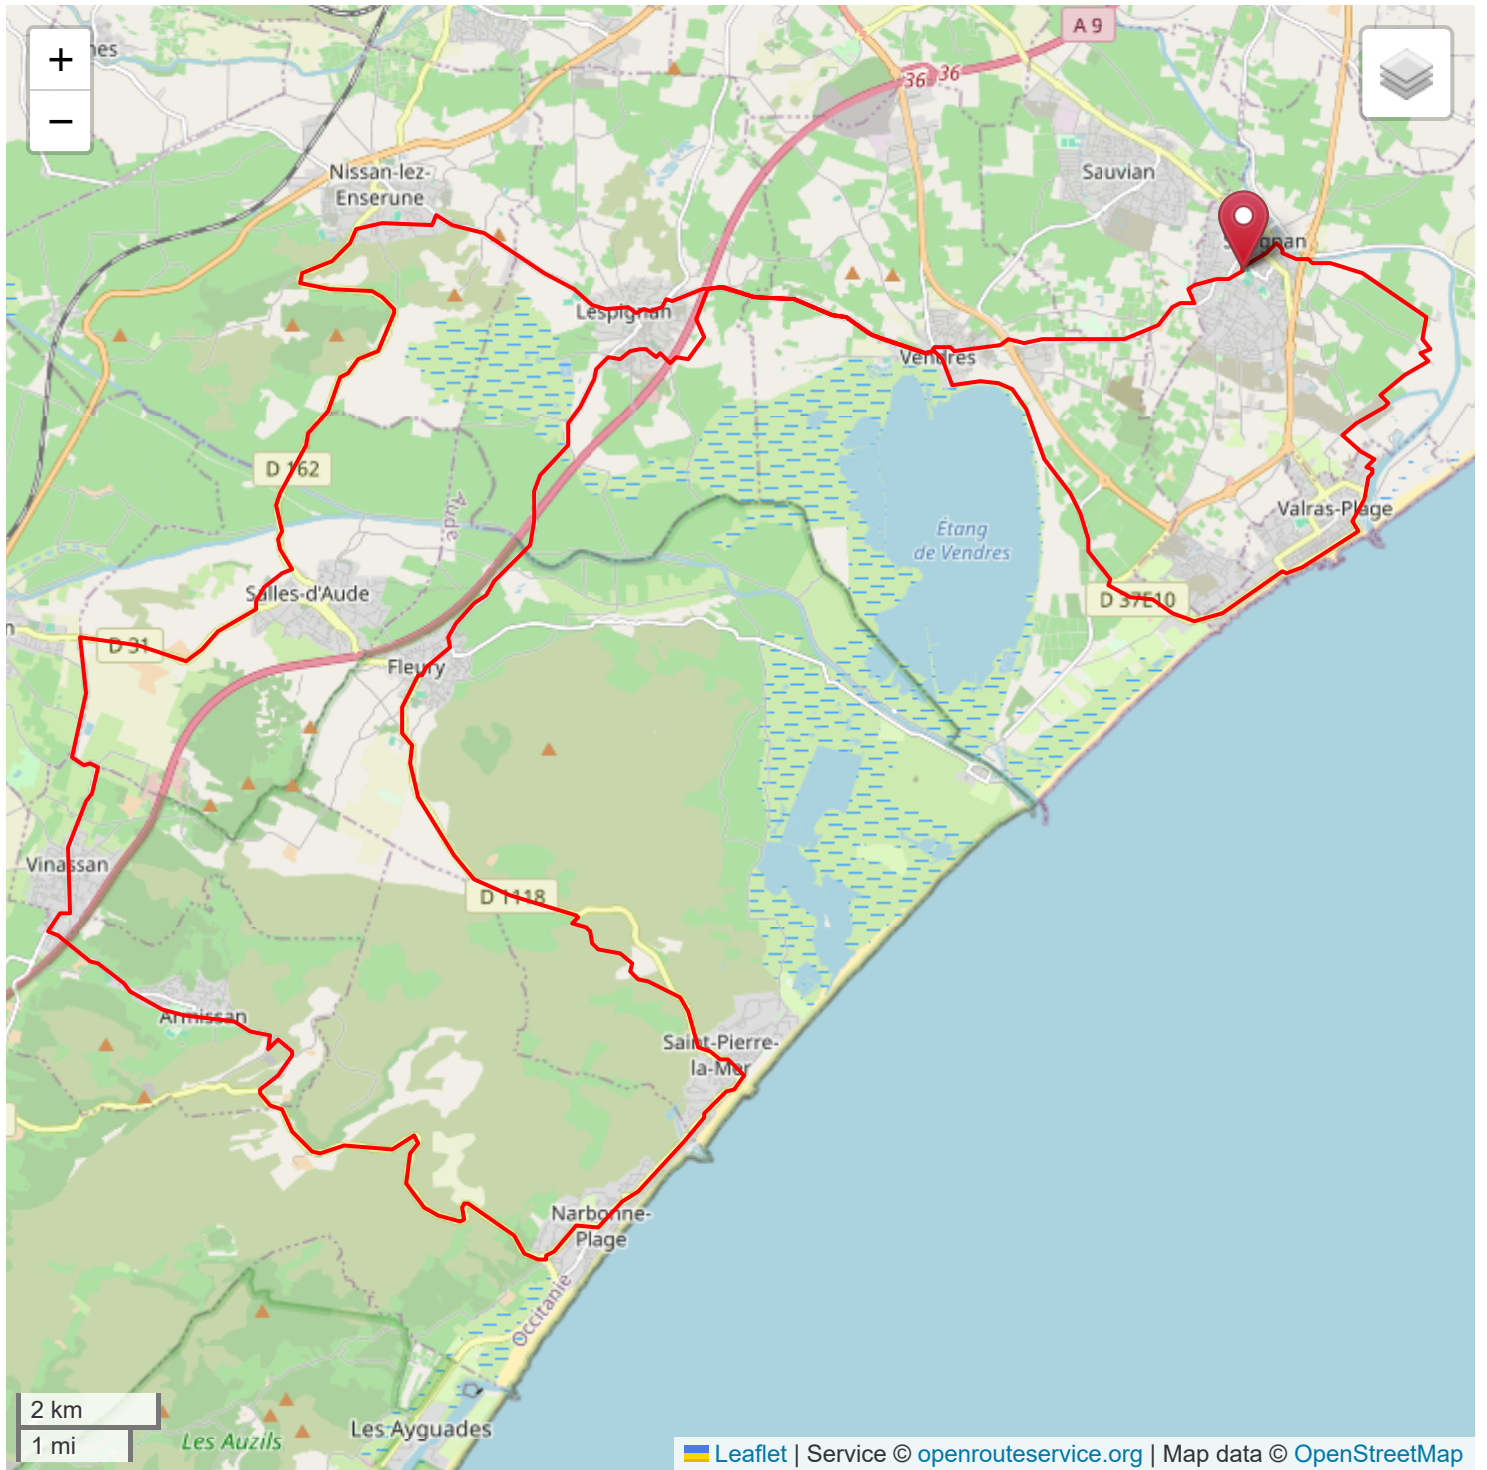 +
−
A 9
36
36
Nissan-lez-
Enserune
Sauvian
Lespignan
Vendres
D 162
Aude
Étang
de Vendres
Valras-Plage
Salles-d'Aude
D 37E10
D 31
Fleury
Vinassan
D 1118
Armissan
Saint-Pierre-
la-Mer
Narbonne-
Plage
Occitanie
Les Ayguades
Les Auzils
2 km
1 mi
Leaflet | Service © openrouteservice.org | Map data © OpenStreetMap